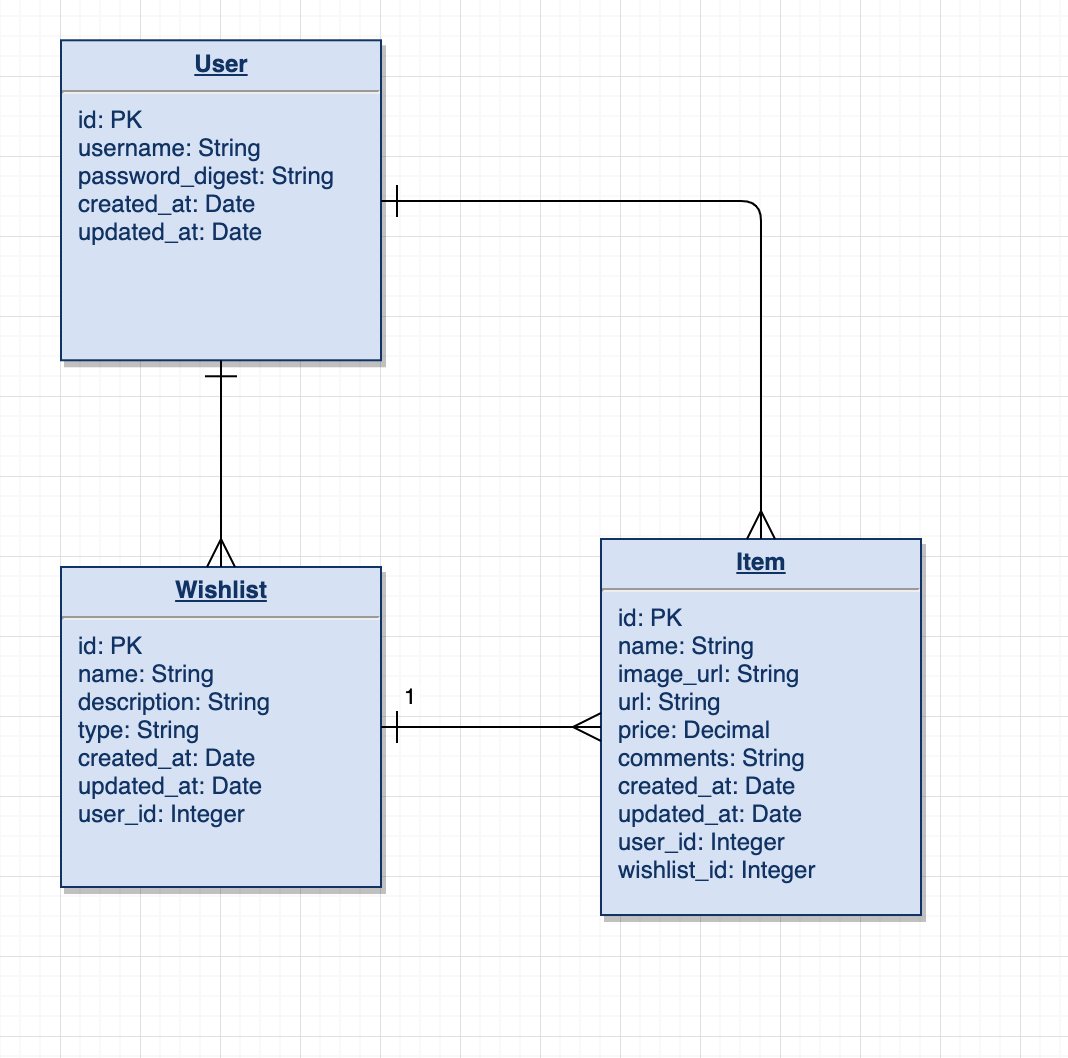 User
id: PK
username: String
password_digest: String
created_at: Date
updated_at: Date
Wishlist
id: PK
name: String
description: String
type: String
created_at: Date
updated_at: Date
user_id: Integer
1
Item
id: PK
name: String
image_url: String
url: String
price: Decimal
comments: String
created_at: Date
updated_at: Date
user_id: Integer
wishlist_id: Integer